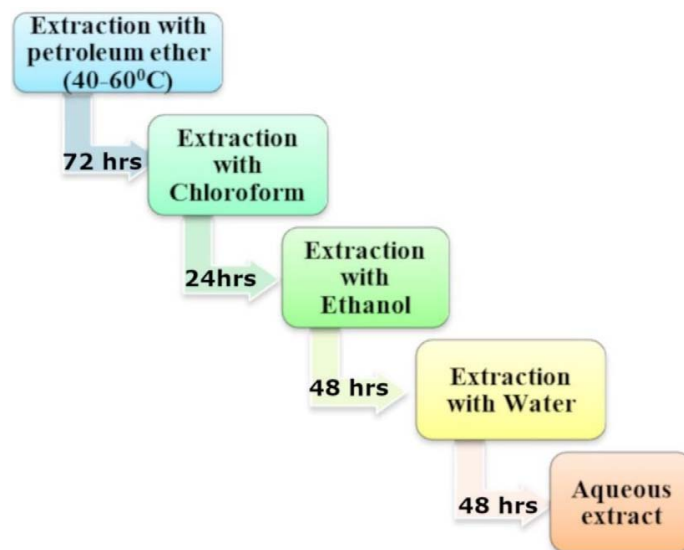 Extraction with
petroleum ether
(40-60⁰C)
72 hrs
Extraction
with
Chloroform
24hrs
Extraction
with
Ethanol
48 hrs
Extraction
with Water
48 hrs
Aqueous
extract